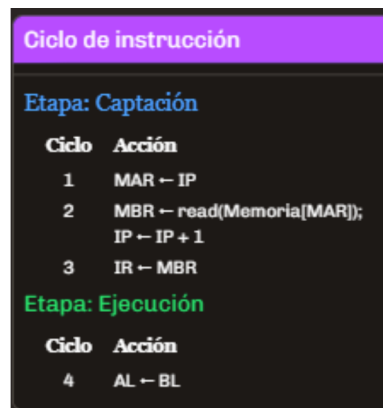 Ciclo de instrucción
Etapa: Captación
Ciclo Acción
1 MAR ← IP
2 MBR ← read(Memoria[MAR]);
IP ← IP + 1
3 IR ← MBR
Etapa: Ejecución
Ciclo Acción
4 AL ← BL